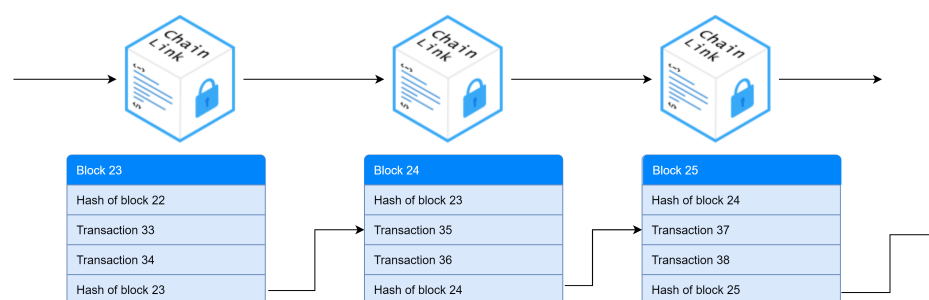 Chain
Link
Chain
Link
Chain
Link
<~>
</>
<~>
</>
<~>
</>
Block 23
Hash of block 22
Transaction 33
Transaction 34
Hash of block 23
Block 24
Hash of block 23
Transaction 35
Transaction 36
Hash of block 24
Block 25
Hash of block 24
Transaction 37
Transaction 38
Hash of block 25